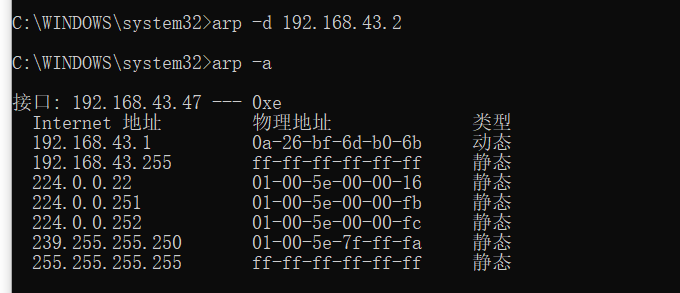 C:\WINDOWS\system32>arp -d 192.168.43.2
C:\WINDOWS\system32>arp -a
接口: 192.168.43.47 --- 0xe
Internet 地址 物理地址 类型
192.168.43.1 0a-26-bf-6d-b0-6b 动态
192.168.43.255 ff-ff-ff-ff-ff-ff 静态
224.0.0.22 01-00-5e-00-00-16 静态
224.0.0.251 01-00-5e-00-00-fb 静态
224.0.0.252 01-00-5e-00-00-fc 静态
239.255.255.250 01-00-5e-7f-ff-fa 静态
255.255.255.255 ff-ff-ff-ff-ff-ff 静态